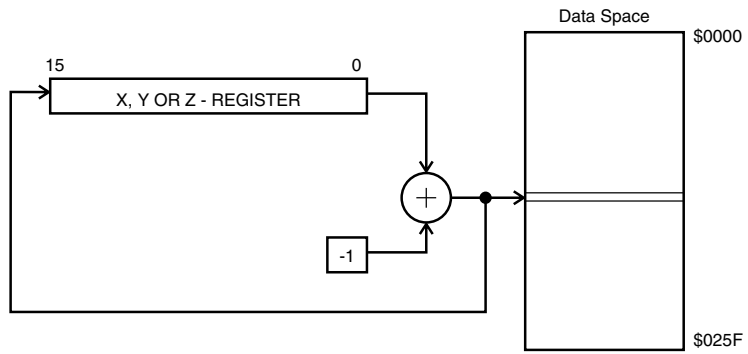 Data Space
$0000
15 0
X, Y OR Z - REGISTER
+
-1
$025F